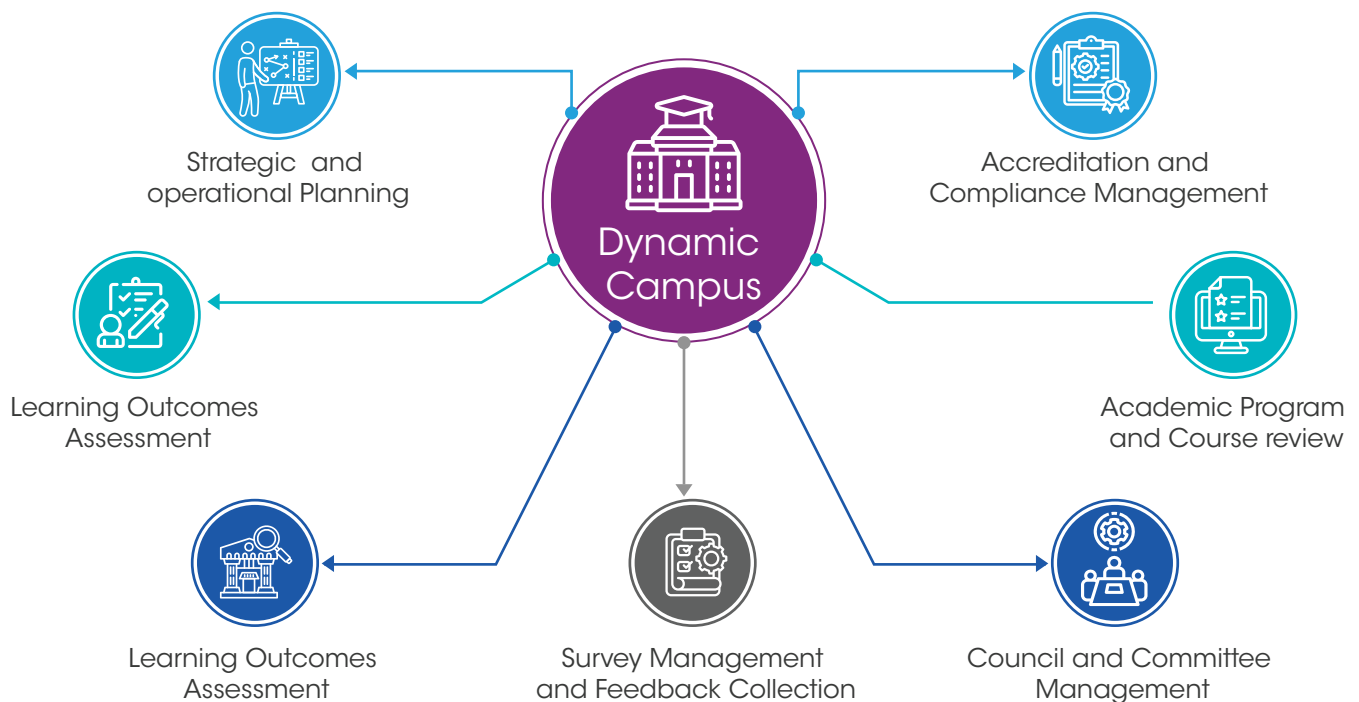 Dynamic
Campus
Strategic and
operational Planning
Accreditation and
Compliance Management
Learning Outcomes
Assessment
Academic Program
and Course review
Learning Outcomes
Assessment
Survey Management
and Feedback Collection
Council and Committee
Management